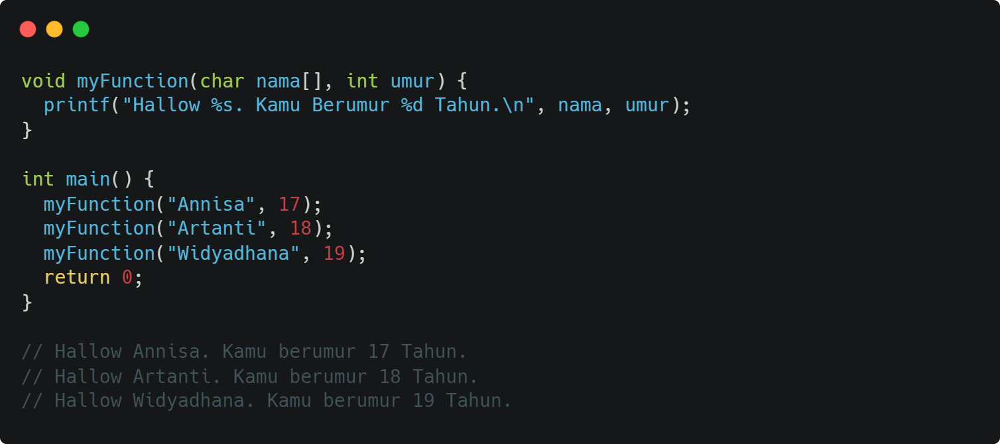 void myFunction(char nama[], int umur) {
  printf("Hallow %s. Kamu Berumur %d Tahun.\n", nama, umur);
}

int main() {
  myFunction("Annisa", 17);
  myFunction("Artanti", 18);
  myFunction("Widyadhana", 19);
  return 0;
}

// Hallow Annisa. Kamu berumur 17 Tahun.
// Hallow Artanti. Kamu berumur 18 Tahun.
// Hallow Widyadhana. Kamu berumur 19 Tahun.